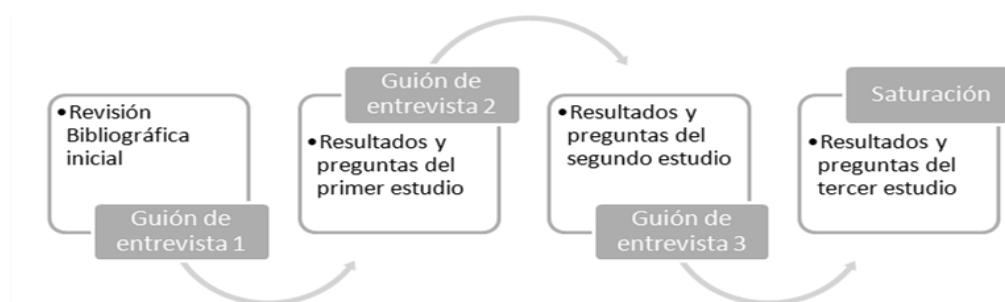 •Revisión
Bibliográfica
inicial
Guión de
entrevista 1
Guión de
entrevista 2
•Resultados y
preguntas del
primer estudio
•Resultados y
preguntas del
segundo estudio
Guión de
entrevista 3
Saturación
•Resultados y
preguntas del
tercer estudio